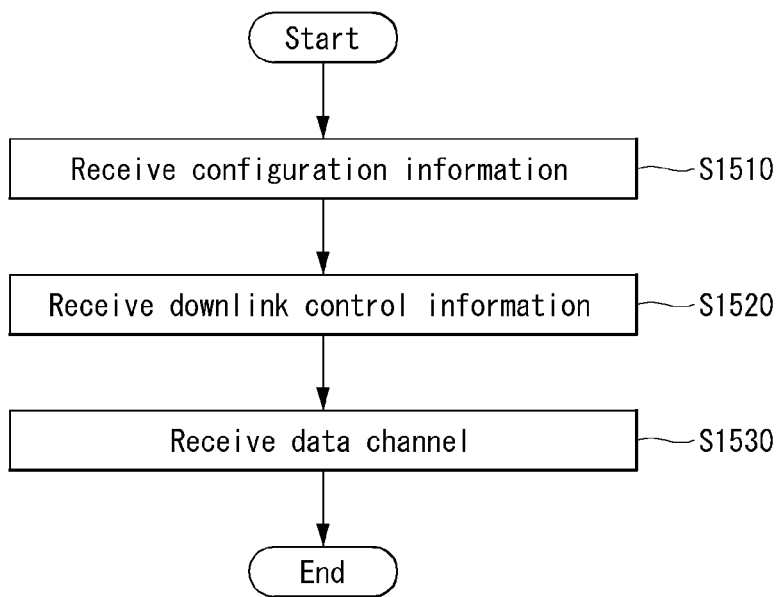 Start
Receive configuration information
S1510
Receive downlink control information
S1520
Receive data channel
S1530
End